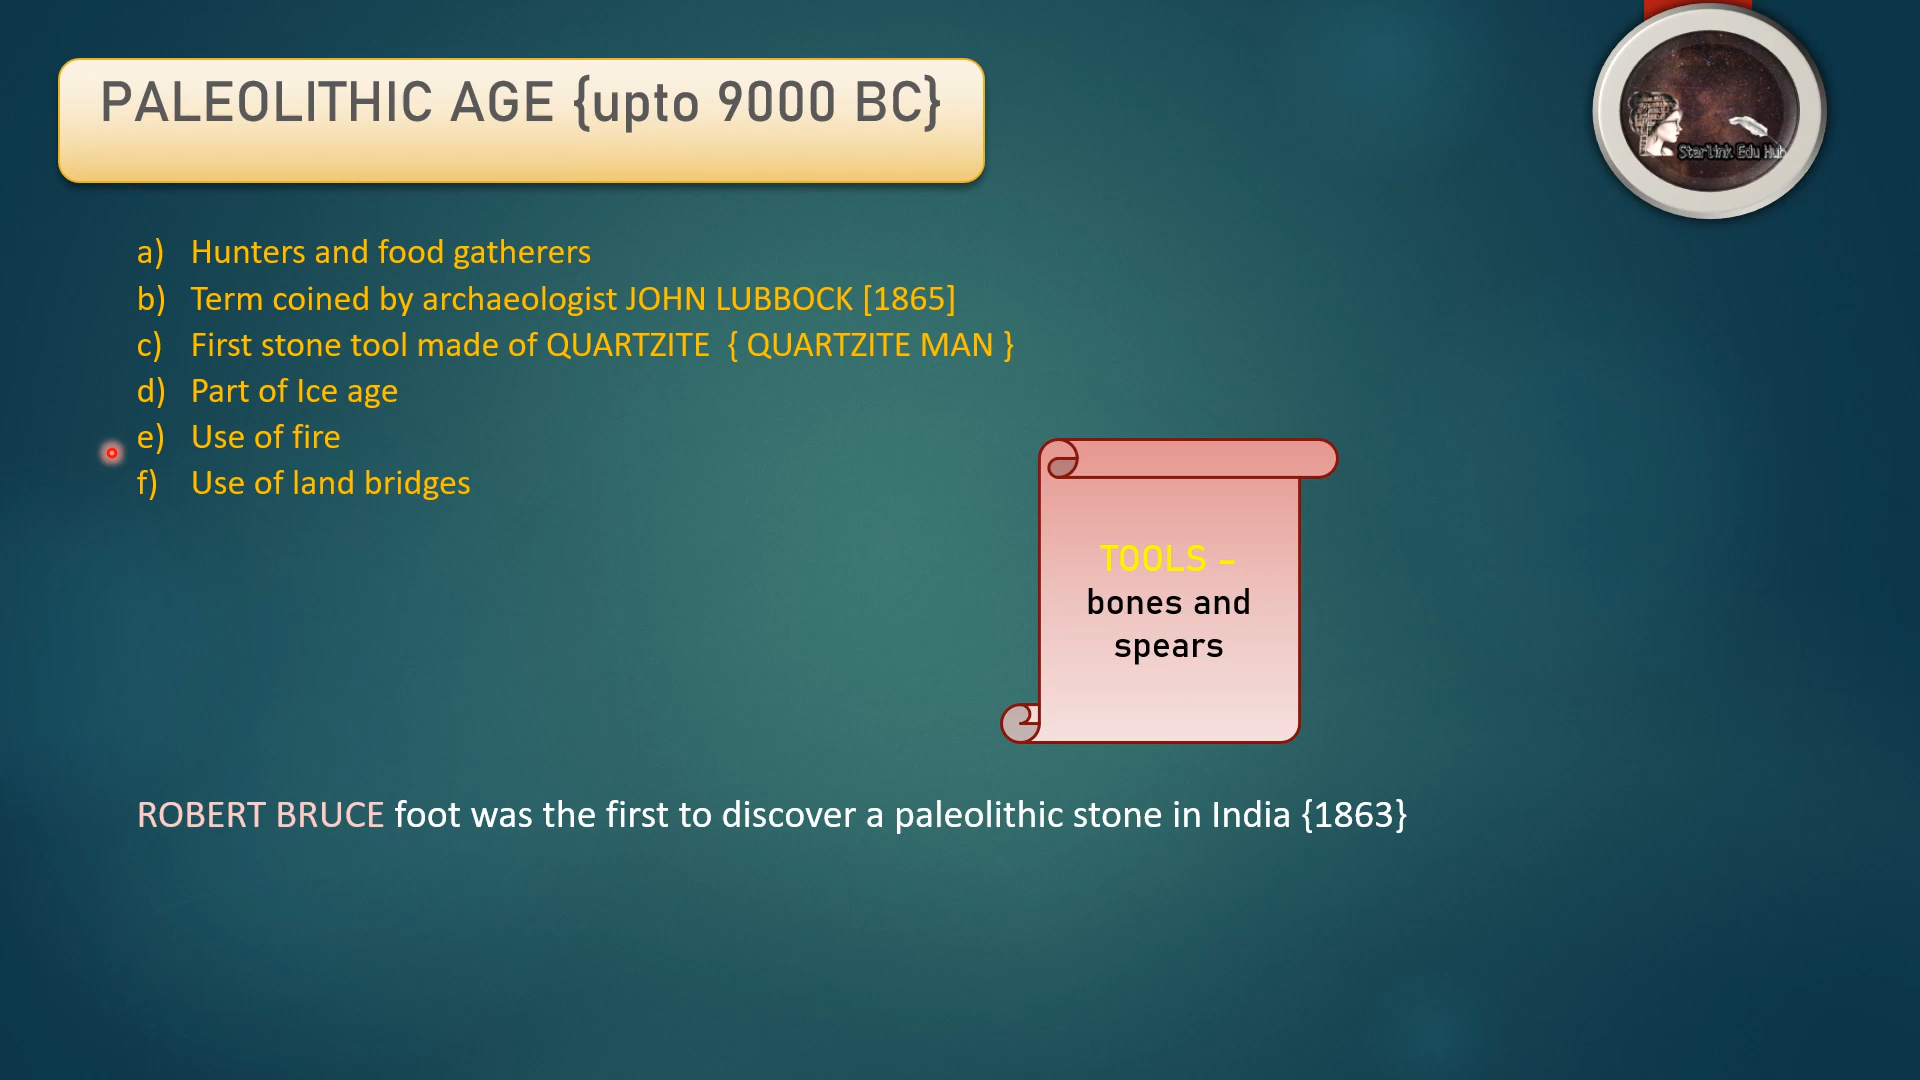 PALEOLITHIC AGE {upto 9000 BC}
Starlink Edu Hub
a) Hunters and food gatherers
b) Term coined by archaeologist JOHN LUBBOCK [1865]
c) First stone tool made of QUARTZITE { QUARTZITE MAN }
d) Part of Ice age
e) Use of fire
f) Use of land bridges
TOOLS –
bones and
spears
ROBERT BRUCE foot was the first to discover a paleolithic stone in India {1863}